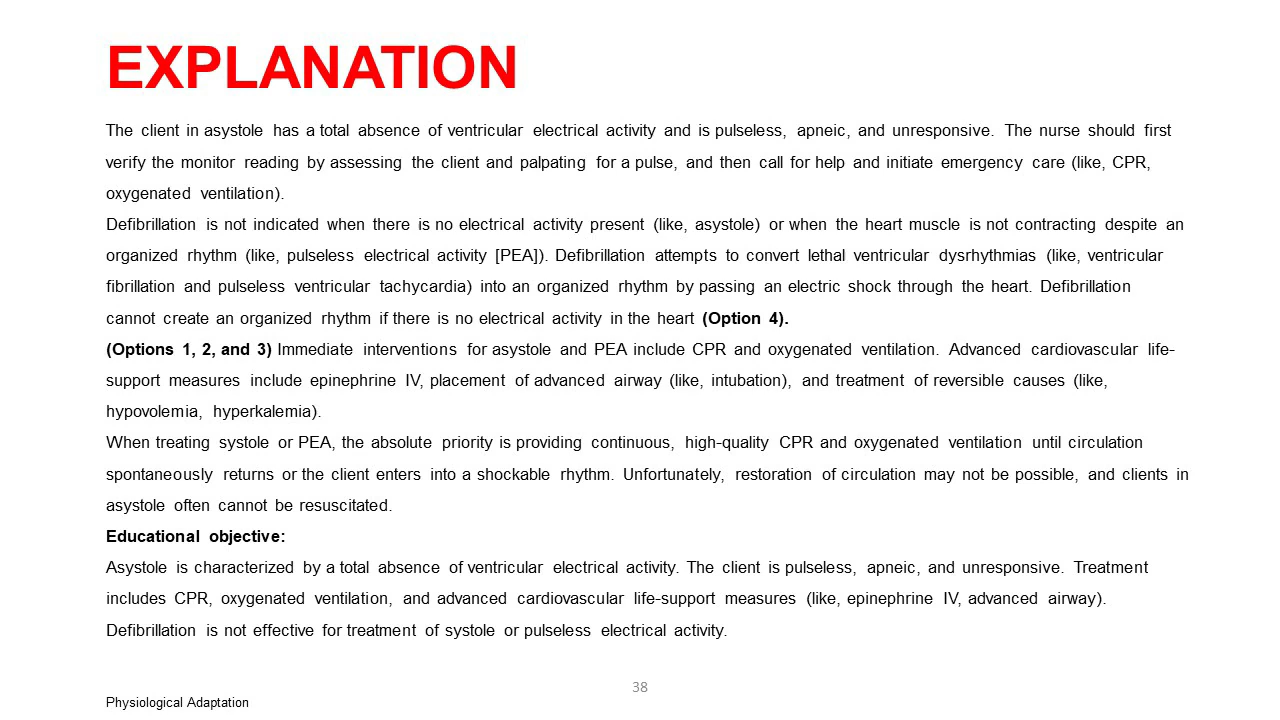 EXPLANATION
The client in asystole has a total absence of ventricular electrical activity and is pulseless, apneic, and unresponsive. The nurse should first
verify the monitor reading by assessing the client and palpating for a pulse, and then call for help and initiate emergency care (like, CPR,
oxygenated ventilation).
Defibrillation is not indicated when there is no electrical activity present (like, asystole) or when the heart muscle is not contracting despite an
organized rhythm (like, pulseless electrical activity [PEA]). Defibrillation attempts to convert lethal ventricular dysrhythmias (like, ventricular
fibrillation and pulseless ventricular tachycardia) into an organized rhythm by passing an electric shock through the heart. Defibrillation
cannot create an organized rhythm if there is no electrical activity in the heart (Option 4).
(Options 1, 2, and 3) Immediate interventions for asystole and PEA include CPR and oxygenated ventilation. Advanced cardiovascular life-
support measures include epinephrine IV, placement of advanced airway (like, intubation), and treatment of reversible causes (like,
hypovolemia, hyperkalemia).
When treating systole or PEA, the absolute priority is providing continuous, high-quality CPR and oxygenated ventilation until circulation
spontaneously returns or the client enters into a shockable rhythm. Unfortunately, restoration of circulation may not be possible, and clients in
asystole often cannot be resuscitated.
Educational objective:
Asystole is characterized by a total absence of ventricular electrical activity. The client is pulseless, apneic, and unresponsive. Treatment
includes CPR, oxygenated ventilation, and advanced cardiovascular life-support measures (like, epinephrine IV, advanced airway).
Defibrillation is not effective for treatment of systole or pulseless electrical activity.
38
Physiological Adaptation